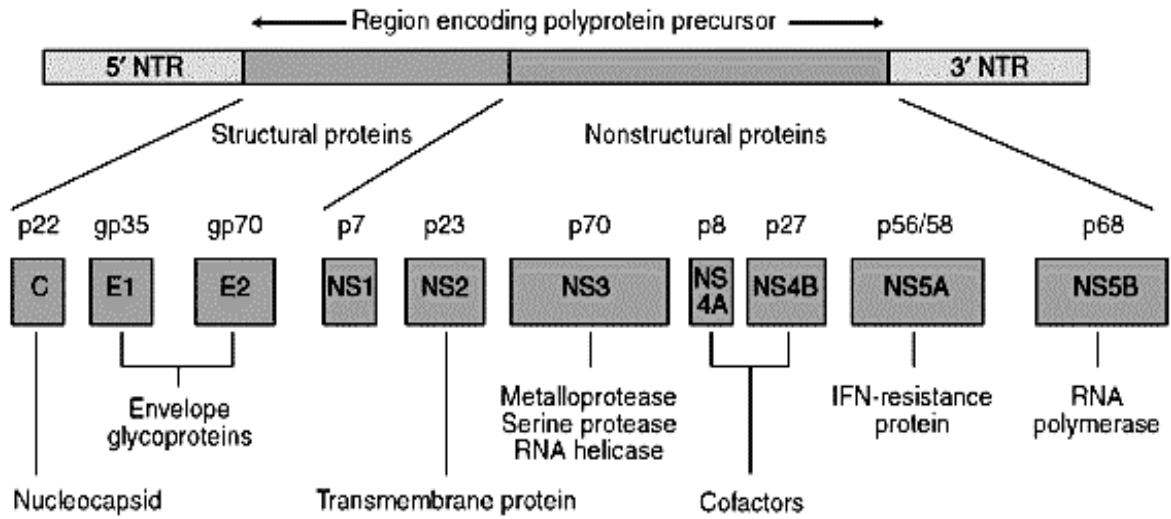 Region encoding polyprotein precursor
5′ NTR 3′ NTR
Structural proteins Nonstructural proteins
p22 gp35 gp70 p7 p23 p70 p8 p27 p56/58 p68
C E1 E2 NS1 NS2 NS3 NS 4A NS4B NS5A NS5B
Envelope
glycoproteins
Metalloprotease
Serine protease
RNA helicase
IFN-resistance
protein
RNA
polymerase
Nucleocapsid Transmembrane protein Cofactors